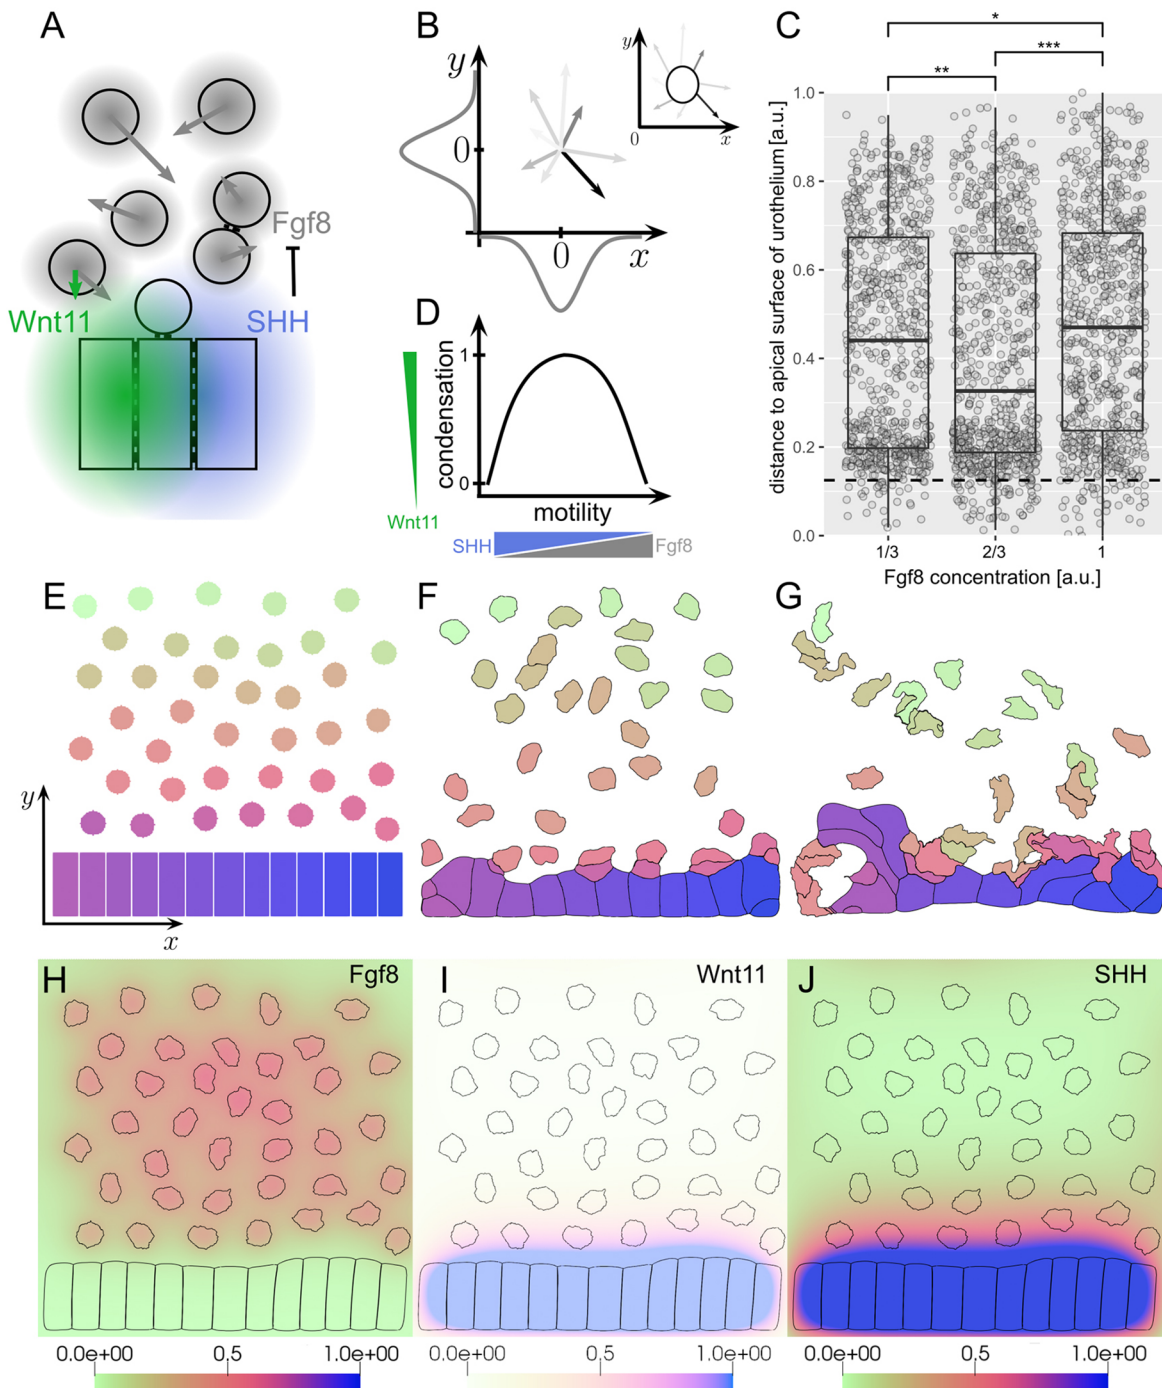 A
Fgf8
Wnt11
SHH
B
y
0
0
x
y
0
x
C
*
***
**
distance to apical surface of urothelium [a.u.]
1.0
0.8
0.6
0.4
0.2
0.0
1/3
2/3
1
Fgf8 concentration [a.u.]
D
condensation
1
0
Wnt11
motility
SHH
Fgf8
E
y
x
F
G
H
Fgf8
I
Wnt11
J
SHH
0.0e+00
0.5
1.0e+00
0.0e+00
0.5
1.0e+00
0.0e+00
0.5
1.0e+00